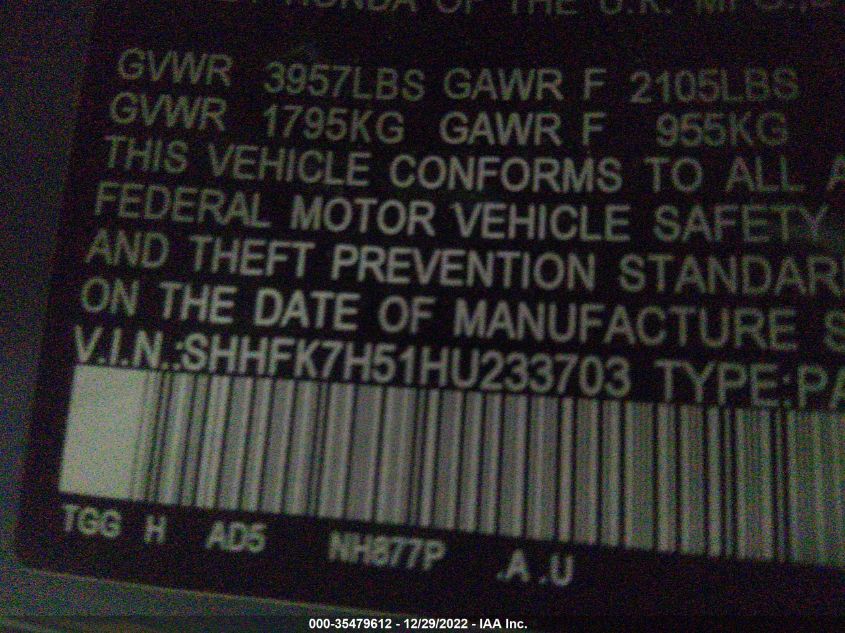 HONDA OF THE U.K. MFG.,
GVWR 3957LBS GAWR F 2105LBS
GVWR 1795KG GAWR F 955KG
THIS VEHICLE CONFORMS TO ALL A
FEDERAL MOTOR VEHICLE SAFETY
AND THEFT PREVENTION STANDAR
ON THE DATE OF MANUFACTURE S
V.I.N.:SHHFK7H51HU233703 TYPE:PA
TGG H AD5 NH877P .A .U
000-35479612 - 12/29/2022 - IAA Inc.